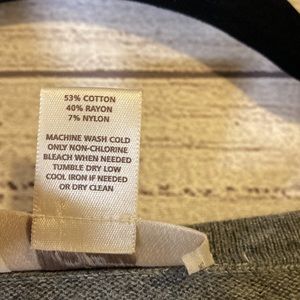 53% COTTON
40% RAYON
7% NYLON
MACHINE WASH COLD
ONLY NON-CHLORINE
BLEACH WHEN NEEDED
TUMBLE DRY LOW
COOL IRON IF NEEDED
OR DRY CLEAN